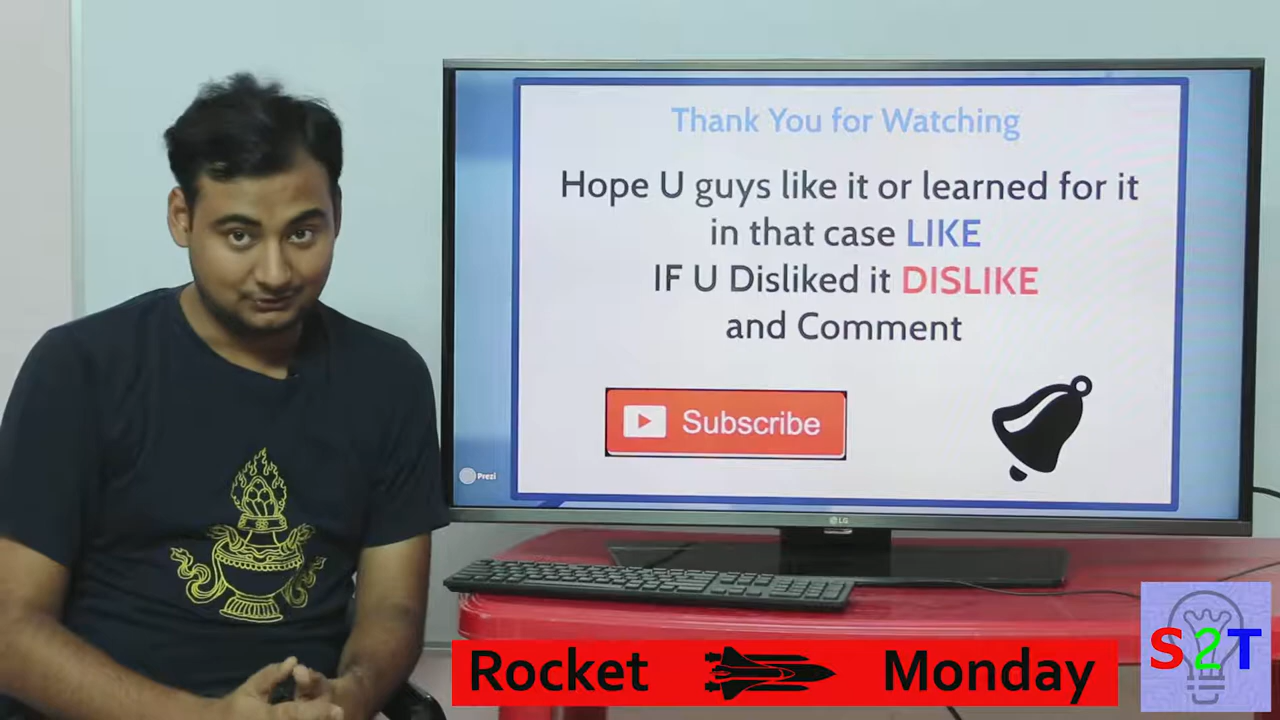 Thank You for Watching
Hope U guys like it or learned for it
in that case LIKE
IF U Disliked it DISLIKE
and Comment
Subscribe
Prezi
LG
Rocket Monday
S2T